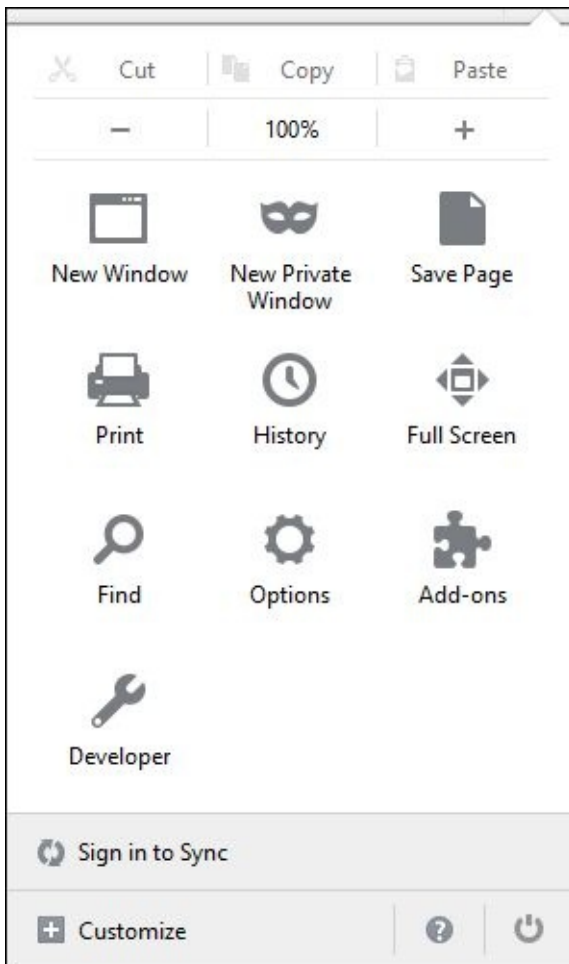 Cut Copy Paste
− 100% +
New Window New Private Window Save Page
Print History Full Screen
Find Options Add-ons
Developer
Sign in to Sync
Customize ?